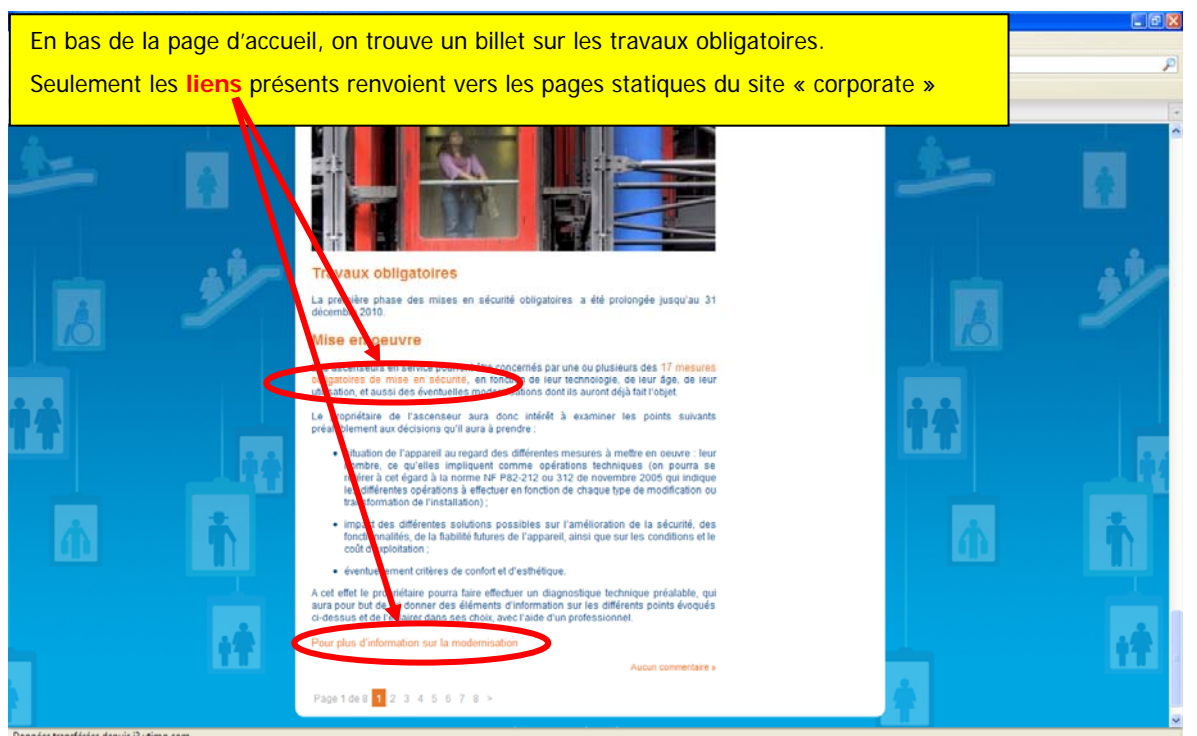 En bas de la page d'accueil, on trouve un billet sur les travaux obligatoires.
Seulement les liens présents renvoient vers les pages statiques du site « corporate »
Travaux obligatoires
La première phase des mises en sécurité obligatoires a été prolongée jusqu'au 31
décembre 2010.
Mise en oeuvre
ascenseurs en service pourront être concernés par une ou plusieurs des 17 mesures
obligatoires de mise en sécurité, en fonction de leur technologie, de leur âge, de leur
utilisation, et aussi des éventuelles modernisations dont ils auront déjà fait l'objet.
Le propriétaire de l'ascenseur aura donc intérêt à examiner les points suivants
préalablement aux décisions qu'il aura à prendre :
• situation de l'appareil au regard des différentes mesures à mettre en oeuvre : leur
nombre, ce qu'elles impliquent comme opérations techniques (on pourra se
référer à cet égard à la norme NF P82-212 ou 312 de novembre 2005 qui indique
les différentes opérations à effectuer en fonction de chaque type de modification ou
transformation de l'installation) ;
• impact des différentes solutions possibles sur l'amélioration de la sécurité, des
fonctionnalités, de la fiabilité futures de l'appareil, ainsi que sur les conditions et le
coût d'exploitation ;
• éventuellement critères de confort et d'esthétique.
A cet effet le propriétaire pourra faire effectuer un diagnostique technique préalable, qui
aura pour but de lui donner des éléments d'information sur les différents points évoqués
ci-dessus et de l'éclairer dans ses choix, avec l'aide d'un professionnel.
Pour plus d'information sur la modernisation
Aucun commentaire »
Page 1 de 8 1 2 3 4 5 6 7 8 »